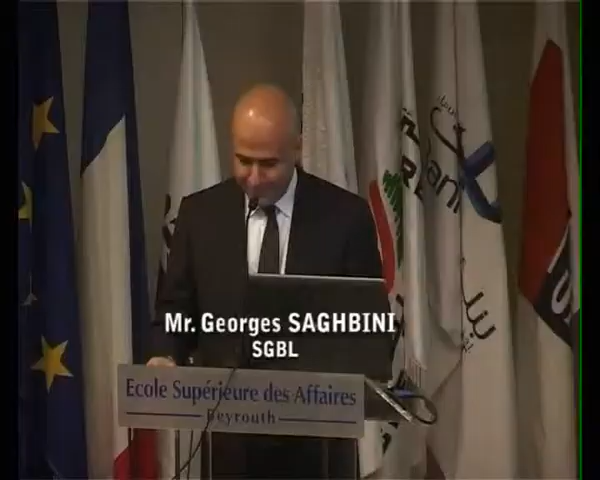 Mr. Georges SAGHBINI
SGBL
Ecole Supérieure des Affaires
Beyrouth